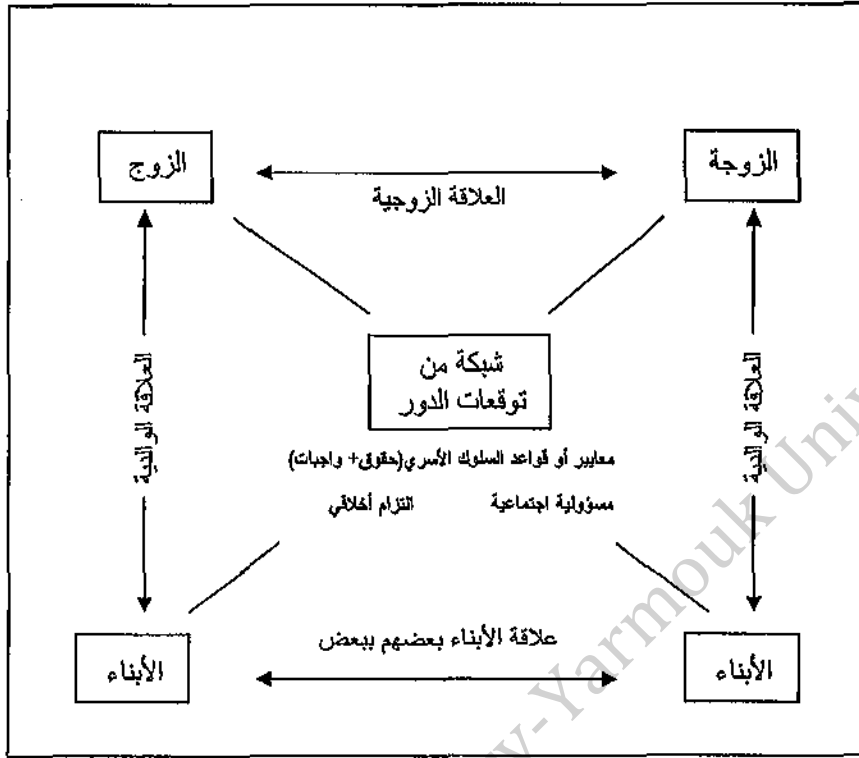 الزوجة
الزوج
العلاقة الزوجية
العلاقة الوالدية
العلاقة الوالدية
شبكة من
توقعات الدور
معايير أو قواعد السلوك الأسري(حقوق+ واجبات)
مسؤولية اجتماعية التزام أخلاقي
علاقة الأبناء بعضهم ببعض
الأبناء
الأبناء
Yarmouk